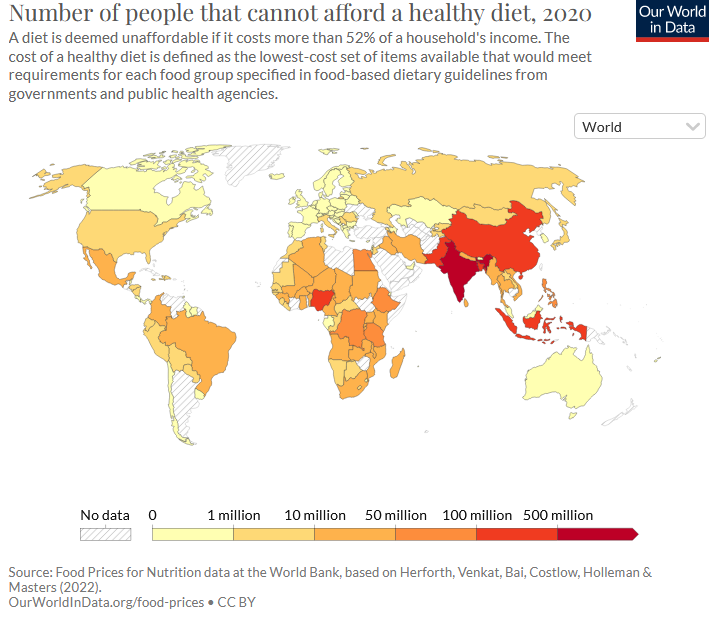 Number of people that cannot afford a healthy diet, 2020
Our World
in Data
A diet is deemed unaffordable if it costs more than 52% of a household's income. The
cost of a healthy diet is defined as the lowest-cost set of items available that would meet
requirements for each food group specified in food-based dietary guidelines from
governments and public health agencies.
World
No data
0
1 million
10 million
50 million
100 million
500 million
Source: Food Prices for Nutrition data at the World Bank, based on Herforth, Venkat, Bai, Costlow, Holleman &
Masters (2022).
OurWorldInData.org/food-prices • CC BY